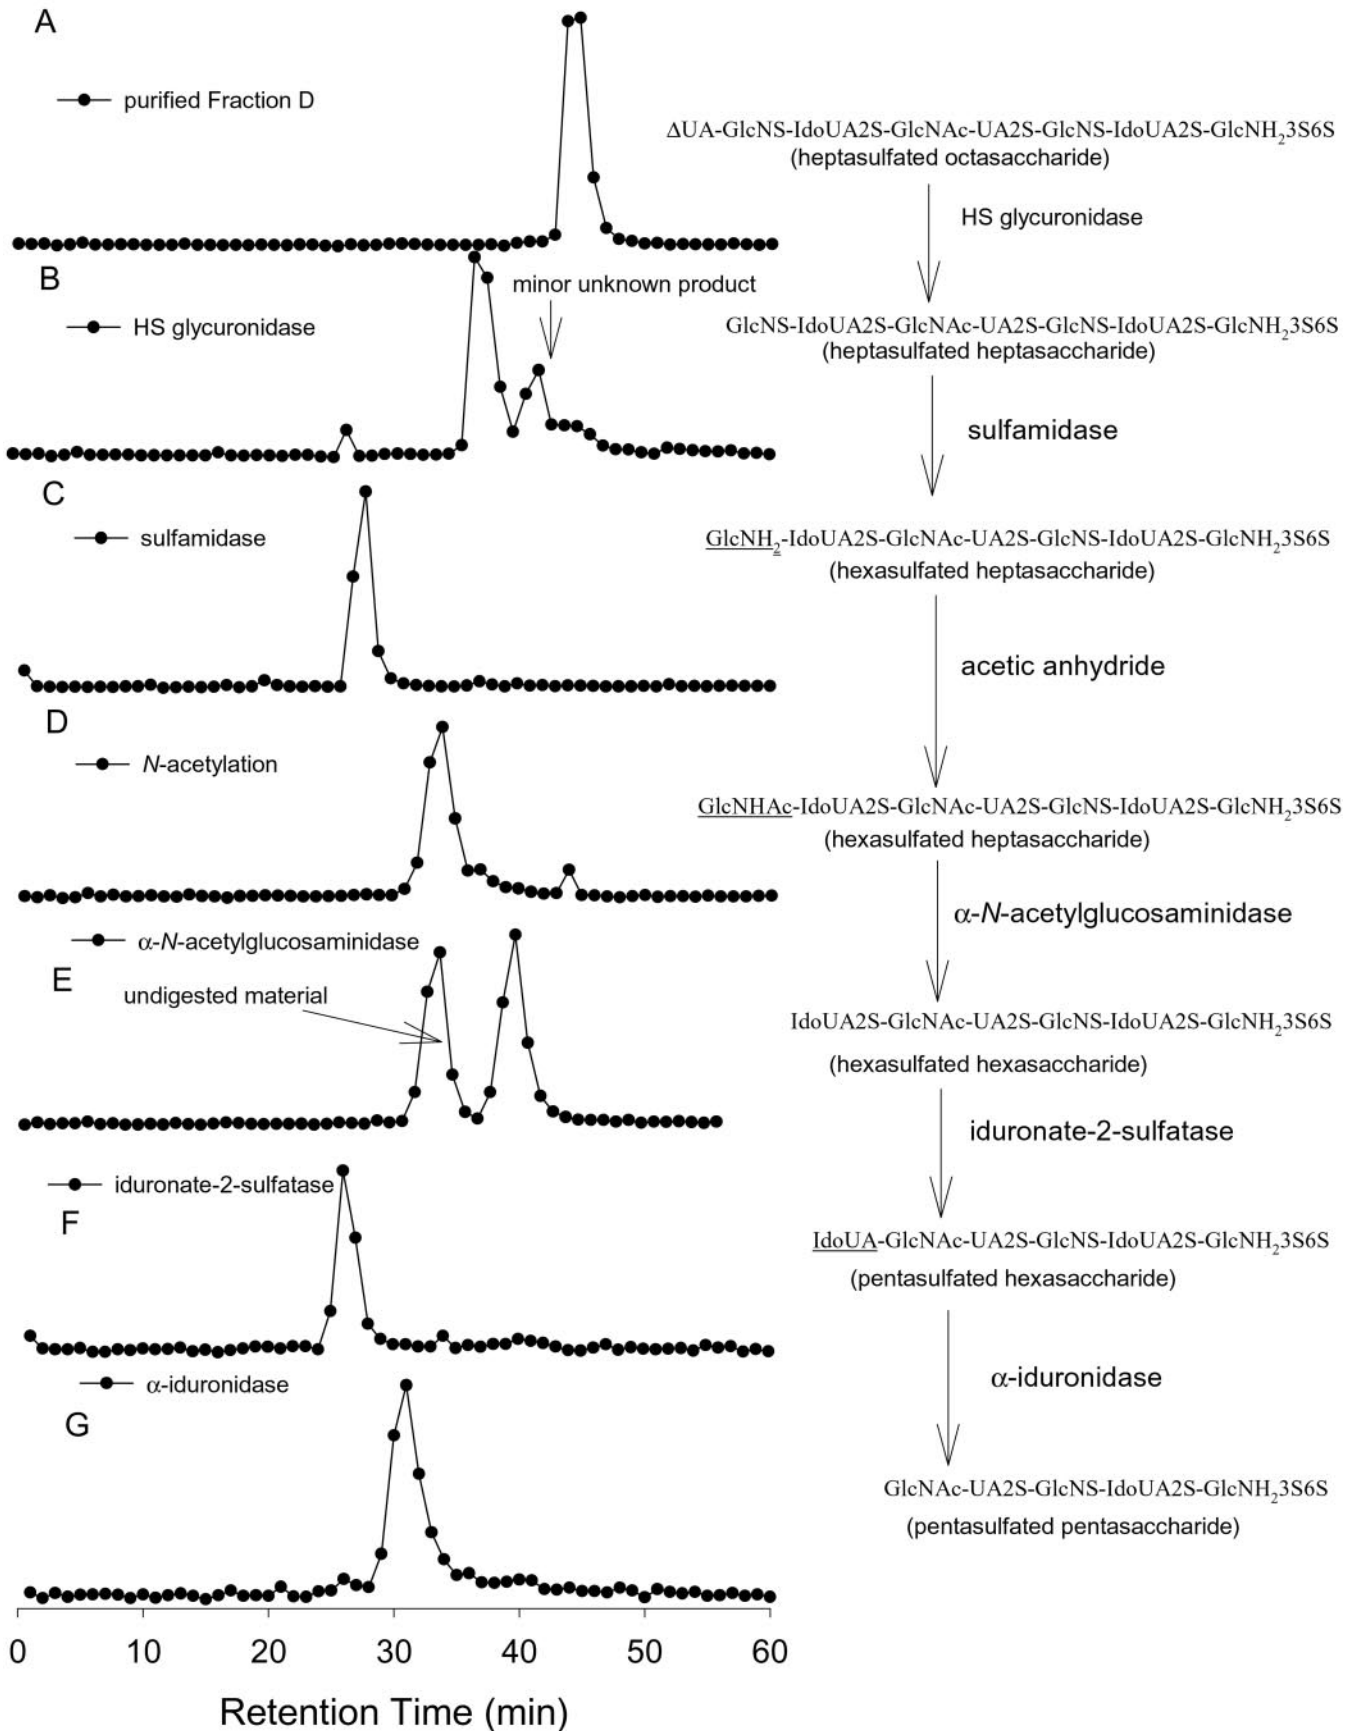 A
purified Fraction D
ΔUA-GlcNS-IdoUA2S-GlcNAc-UA2S-GlcNS-IdoUA2S-GlcNH₂3S6S
(heptasulfated octasaccharide)
HS glycuronidase
B
minor unknown product
HS glycuronidase
GlcNS-IdoUA2S-GlcNAc-UA2S-GlcNS-IdoUA2S-GlcNH₂3S6S
(heptasulfated heptasaccharide)
sulfamidase
C
sulfamidase
GlcNH₂-IdoUA2S-GlcNAc-UA2S-GlcNS-IdoUA2S-GlcNH₂3S6S
(hexasulfated heptasaccharide)
acetic anhydride
D
N-acetylation
GlcNHAc-IdoUA2S-GlcNAc-UA2S-GlcNS-IdoUA2S-GlcNH₂3S6S
(hexasulfated heptasaccharide)
α-N-acetylglucosaminidase
α-N-acetylglucosaminidase
E
undigested material
IdoUA2S-GlcNAc-UA2S-GlcNS-IdoUA2S-GlcNH₂3S6S
(hexasulfated hexasaccharide)
iduronate-2-sulfatase
iduronate-2-sulfatase
F
IdoUA-GlcNAc-UA2S-GlcNS-IdoUA2S-GlcNH₂3S6S
(pentasulfated hexasaccharide)
α-iduronidase
α-iduronidase
G
GlcNAc-UA2S-GlcNS-IdoUA2S-GlcNH₂3S6S
(pentasulfated pentasaccharide)
0 10 20 30 40 50 60
Retention Time (min)